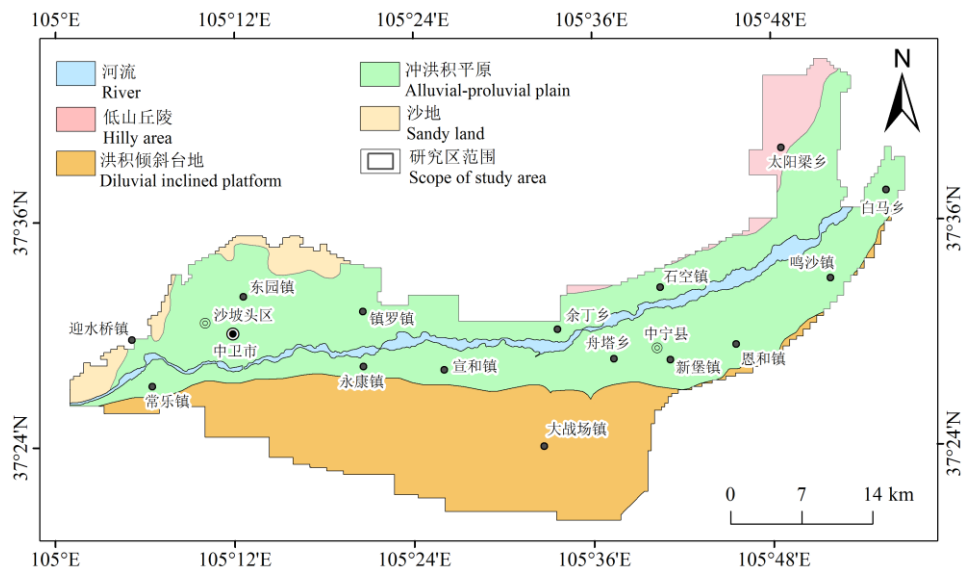 105°E
105°12′E
105°24′E
105°36′E
105°48′E
河流
River
低山丘陵
Hilly area
洪积倾斜台地
Diluvial inclined platform
冲洪积平原
Alluvial-proluvial plain
沙地
Sandy land
研究区范围
Scope of study area
N
37°36′N
37°24′N
太阳梁乡
白马乡
鸣沙镇
石空镇
东园镇
沙坡头区
迎水桥镇
中卫市
镇罗镇
余丁乡
舟塔乡
中宁县
新堡镇
恩和镇
常乐镇
永康镇
宣和镇
大战场镇
37°36′N
37°24′N
0 7 14 km
105°E
105°12′E
105°24′E
105°36′E
105°48′E